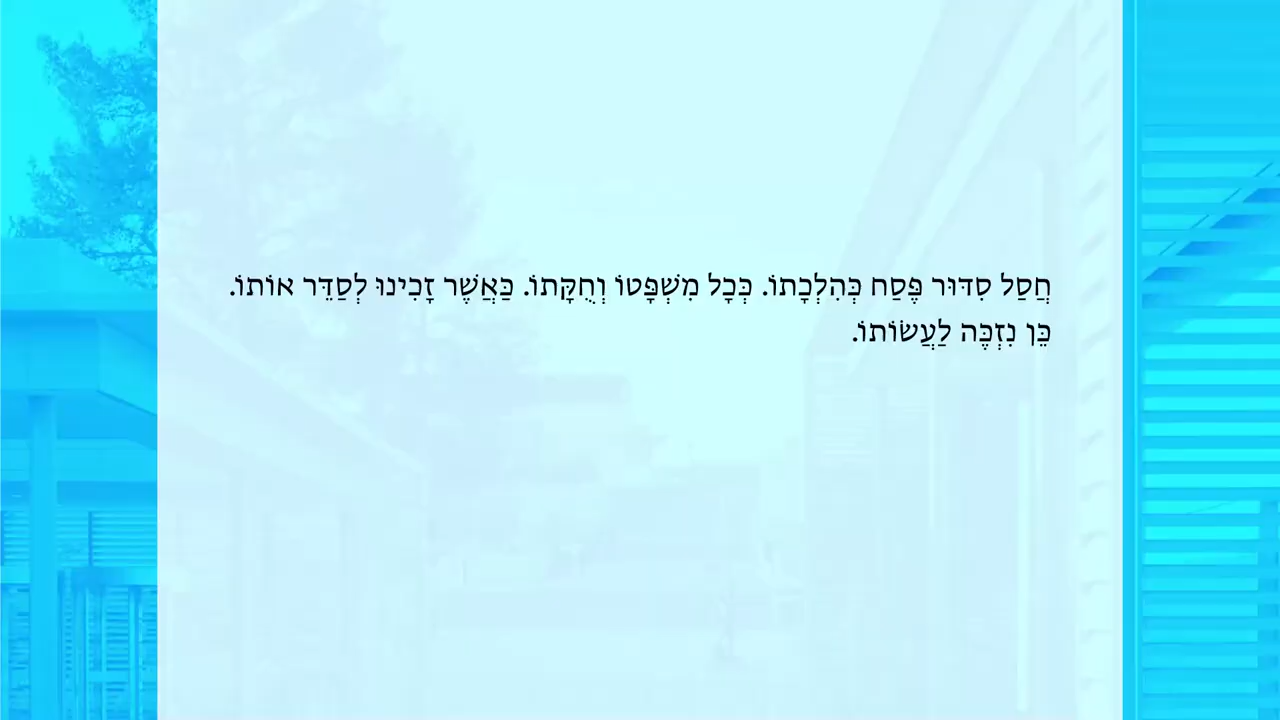 חֲסַל סִדּוּר פֶּסַח כְּהִלְכָתוֹ. כְּכָל מִשְׁפָּטוֹ וְחֻקָּתוֹ. כַּאֲשֶׁר זָכִינוּ לְסַדֵּר אוֹתוֹ.
כֵּן נִזְכֶּה לַעֲשׂוֹתוֹ.